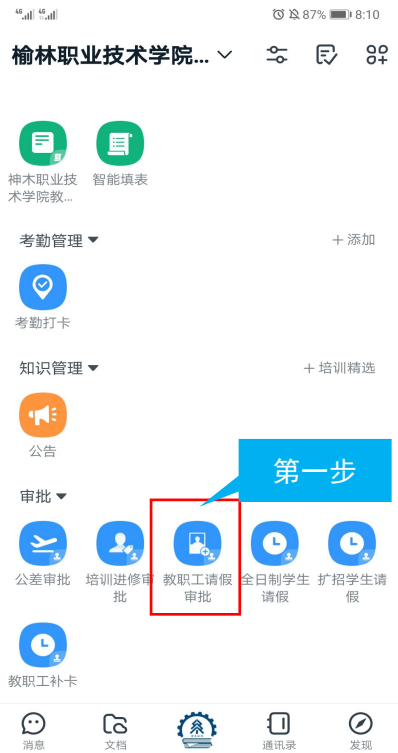 4G 4G 87% 8:10
榆林职业技术学院...
神木职业技
术学院教...
智能填表
考勤管理
+ 添加
考勤打卡
知识管理
+ 培训精选
公告
第一步
审批
公差审批
培训进修审
批
教职工请假
审批
全日制学生
请假
扩招学生请
假
教职工补卡
消息
文档
通讯录
发现